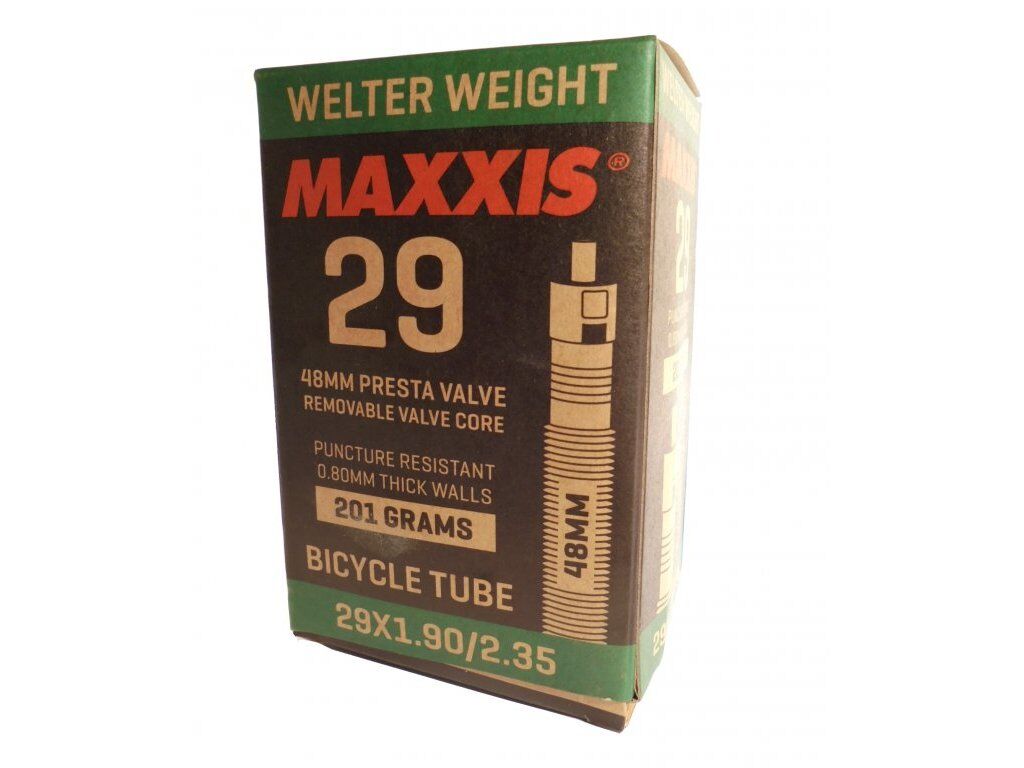 WELTER WEIGHT
MAXXIS®
29
48MM PRESTA VALVE
REMOVABLE VALVE CORE
PUNCTURE RESISTANT
0.80MM THICK WALLS
201 GRAMS
BICYCLE TUBE
29X1.90/2.35
48MM